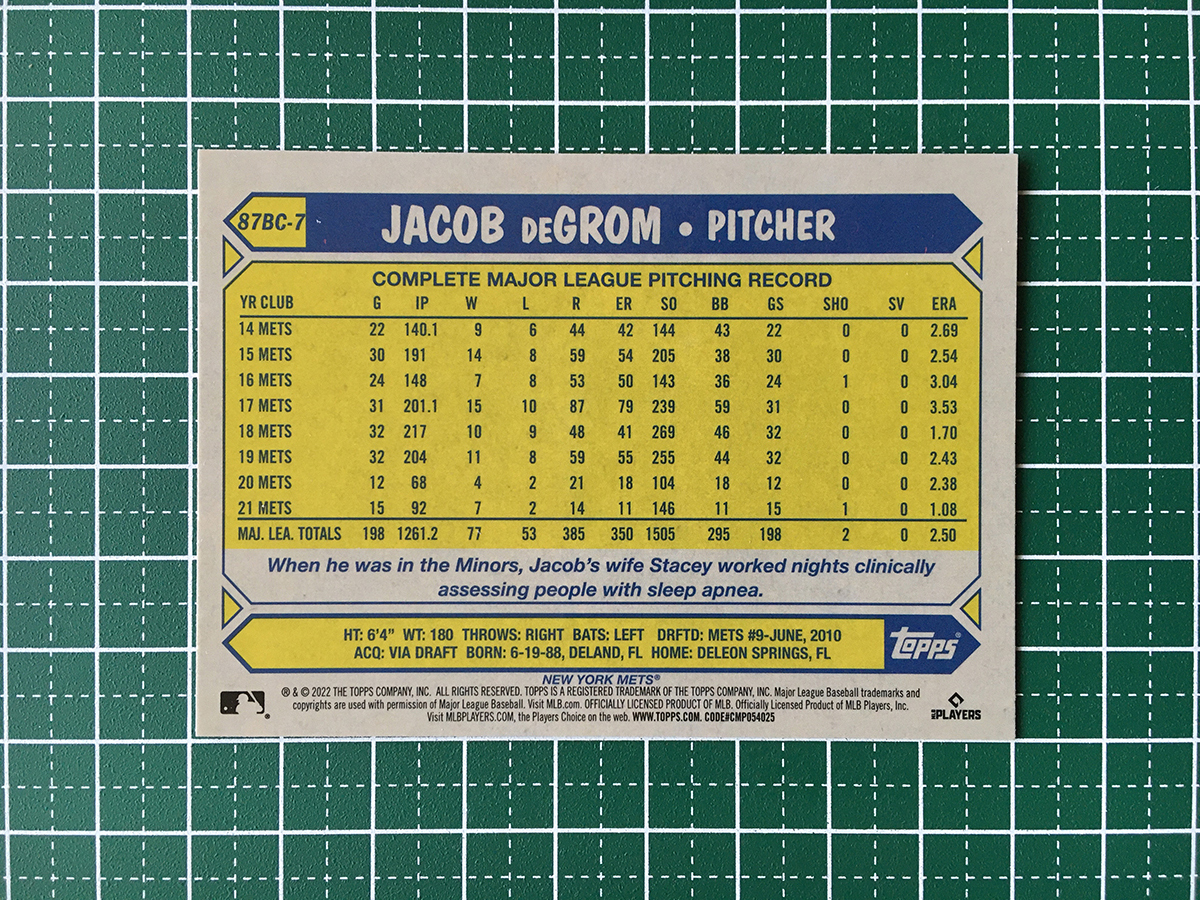 87BC-7 JACOB DEGROM • PITCHER
COMPLETE MAJOR LEAGUE PITCHING RECORD
YR CLUB G IP W L R ER SO BB GS SHO SV ERA
14 METS 22 140.1 9 6 44 42 144 43 22 0 0 2.69
15 METS 30 191 14 8 59 54 205 38 30 0 0 2.54
16 METS 24 148 7 8 53 50 143 36 24 1 0 3.04
17 METS 31 201.1 15 10 87 79 239 59 31 0 0 3.53
18 METS 32 217 10 9 48 41 269 46 32 0 0 1.70
19 METS 32 204 11 8 59 55 255 44 32 0 0 2.43
20 METS 12 68 4 2 21 18 104 18 12 0 0 2.38
21 METS 15 92 7 2 14 11 146 11 15 1 0 1.08
MAJ. LEA. TOTALS 198 1261.2 77 53 385 350 1505 295 198 2 0 2.50
When he was in the Minors, Jacob's wife Stacey worked nights clinically
assessing people with sleep apnea.
HT: 6'4" WT: 180 THROWS: RIGHT BATS: LEFT DRFTD: METS #9-JUNE, 2010
ACQ: VIA DRAFT BORN: 6-19-88, DELAND, FL HOME: DELEON SPRINGS, FL
topps®
NEW YORK METS®
® & © 2022 THE TOPPS COMPANY, INC. ALL RIGHTS RESERVED. TOPPS IS A REGISTERED TRADEMARK OF THE TOPPS COMPANY, INC. Major League Baseball trademarks and
copyrights are used with permission of Major League Baseball. Visit MLB.com. OFFICIALLY LICENSED PRODUCT OF MLB. Officially Licensed Product of MLB Players, Inc.
Visit MLBPLAYERS.COM, the Players Choice on the web. WWW.TOPPS.COM. CODE#CMP054025
MLB PLAYERS